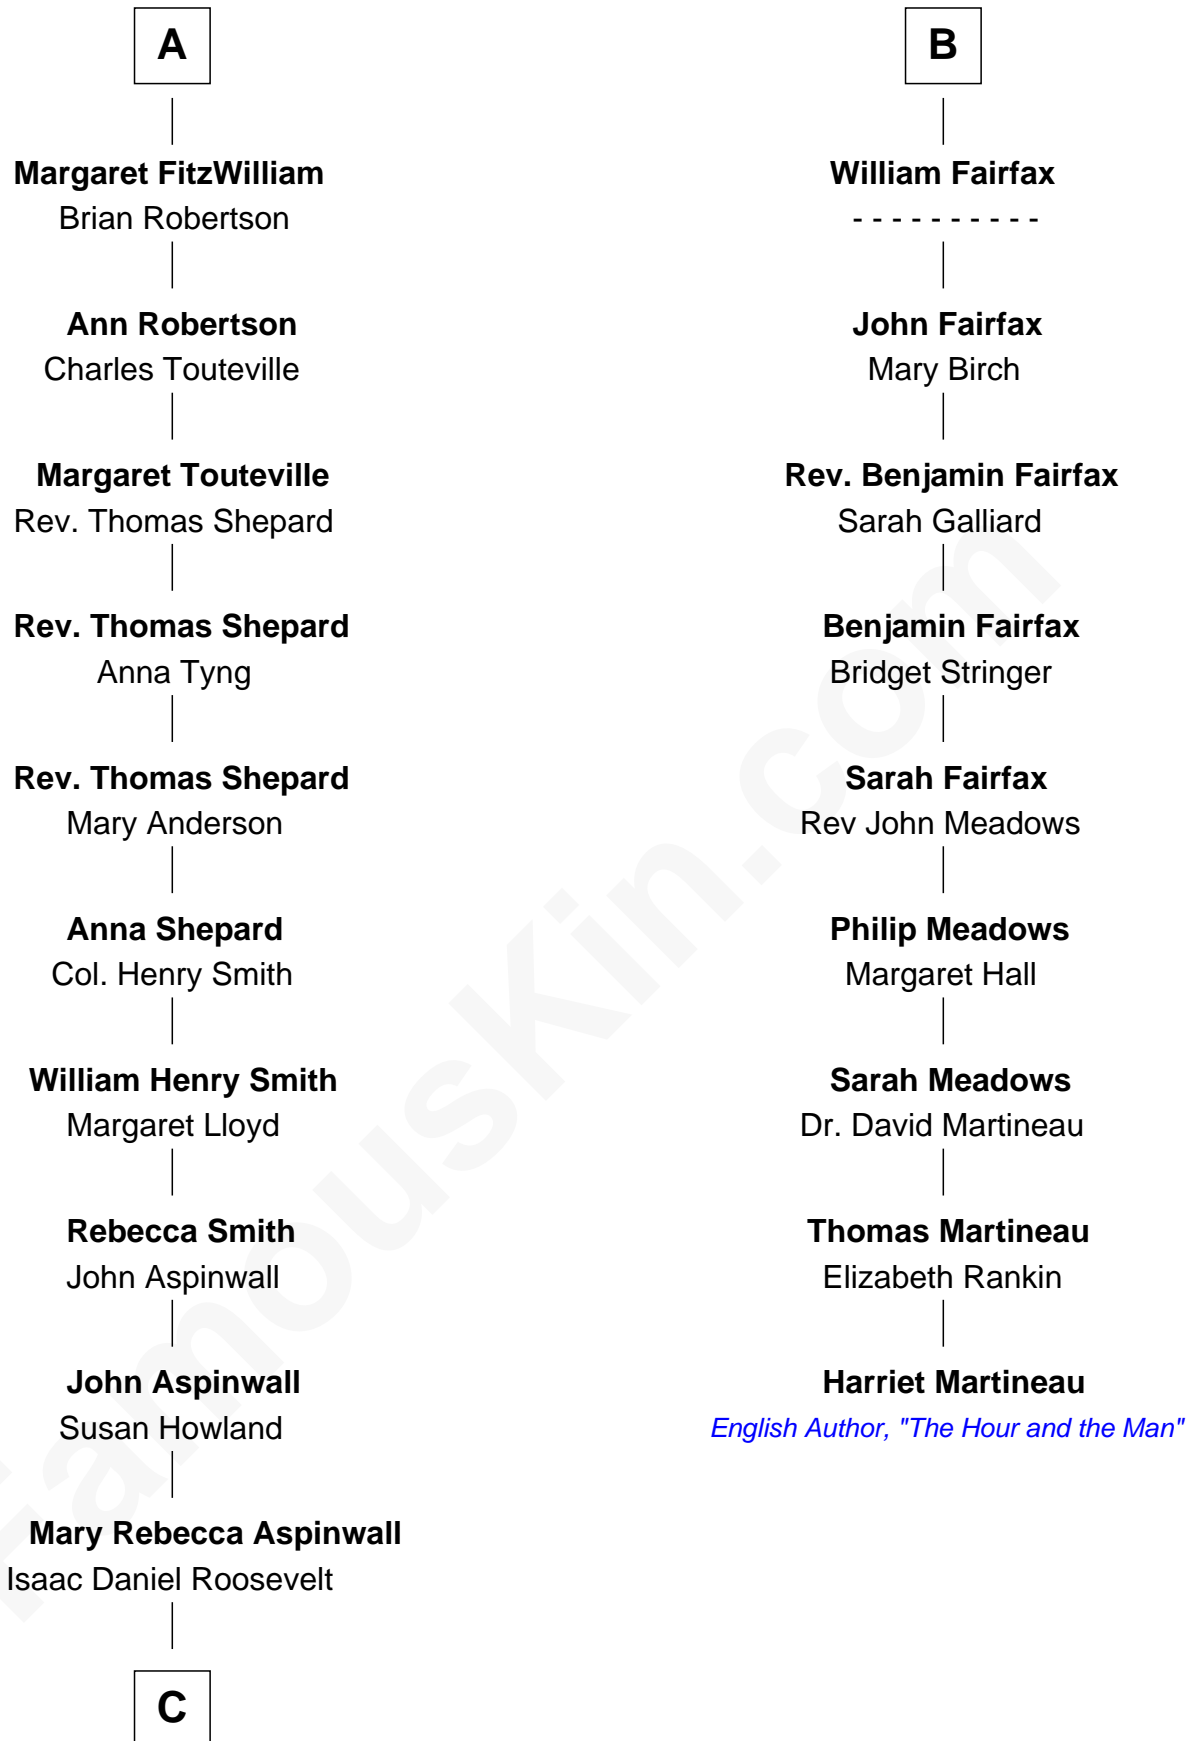 A
Margaret FitzWilliam
Brian Robertson
Ann Robertson
Charles Touteville
Margaret Touteville
Rev. Thomas Shepard
Rev. Thomas Shepard
Anna Tyng
Rev. Thomas Shepard
Mary Anderson
Anna Shepard
Col. Henry Smith
William Henry Smith
Margaret Lloyd
Rebecca Smith
John Aspinwall
John Aspinwall
Susan Howland
Mary Rebecca Aspinwall
Isaac Daniel Roosevelt
C
B
William Fairfax
- - - - - - - - - -
John Fairfax
Mary Birch
Rev. Benjamin Fairfax
Sarah Galliard
Benjamin Fairfax
Bridget Stringer
Sarah Fairfax
Rev John Meadows
Philip Meadows
Margaret Hall
Sarah Meadows
Dr. David Martineau
Thomas Martineau
Elizabeth Rankin
Harriet Martineau
English Author, "The Hour and the Man"
FamousKin.com